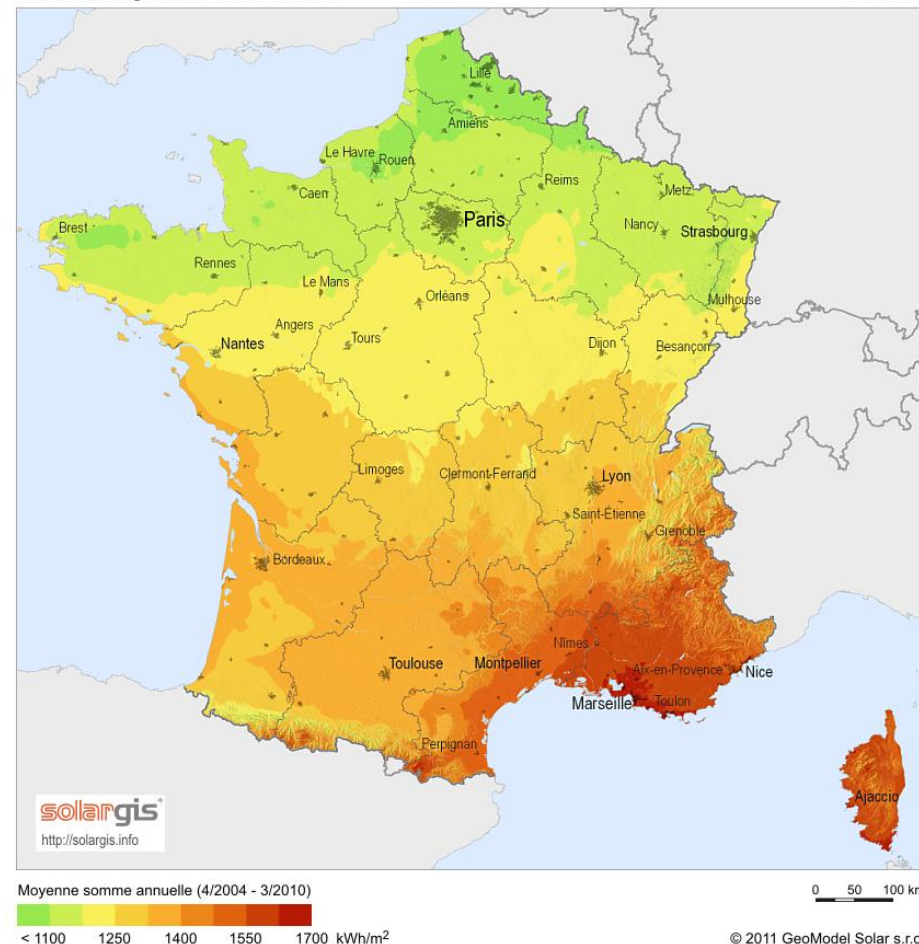 Lille
Amiens
Le Havre
Rouen
Caen
Reims
Metz
Paris
Nancy
Strasbourg
Brest
Rennes
Le Mans
Orléans
Mulhouse
Angers
Nantes
Tours
Dijon
Besançon
Limoges
Clermont-Ferrand
Lyon
Saint-Étienne
Grenoble
Bordeaux
Nîmes
Toulouse
Montpellier
Aix-en-Provence
Nice
Marseille
Toulon
Perpignan
Ajaccio
solargis
http://solargis.info
Moyenne somme annuelle (4/2004 - 3/2010)
0 50 100 km
< 1100 1250 1400 1550 1700 kWh/m2
© 2011 GeoModel Solar s.r.o